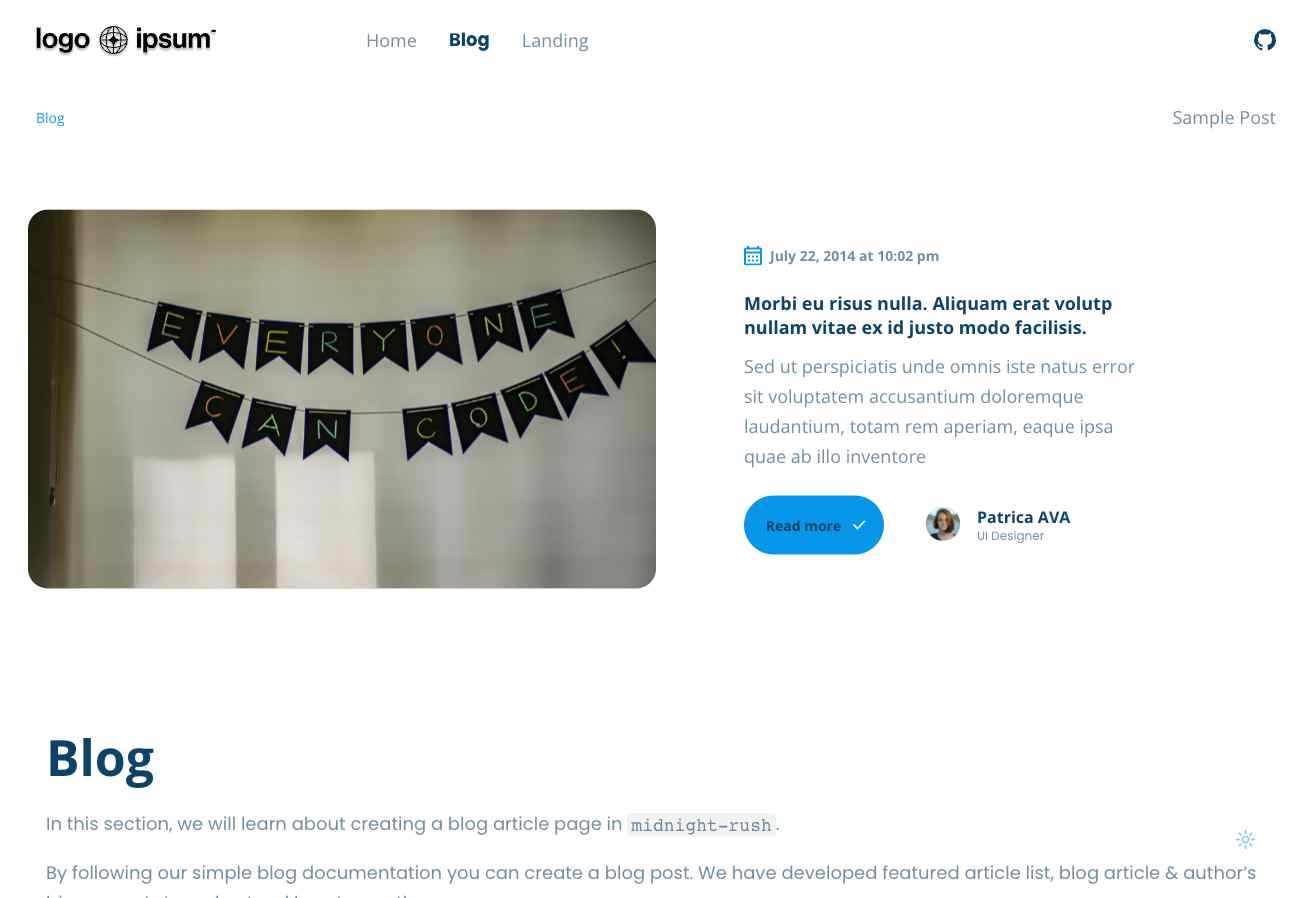 logo ipsum
Home Blog Landing
Blog
Sample Post
EVERYONE
CAN CODE!
July 22, 2014 at 10:02 pm
Morbi eu risus nulla. Aliquam erat volutp
nullam vitae ex id justo modo facilisis.
Sed ut perspiciatis unde omnis iste natus error
sit voluptatem accusantium doloremque
laudantium, totam rem aperiam, eaque ipsa
quae ab illo inventore
Read more
Patrica AVA
UI Designer
Blog
In this section, we will learn about creating a blog article page in midnight-rush.
By following our simple blog documentation you can create a blog post. We have developed featured article list, blog article & author's